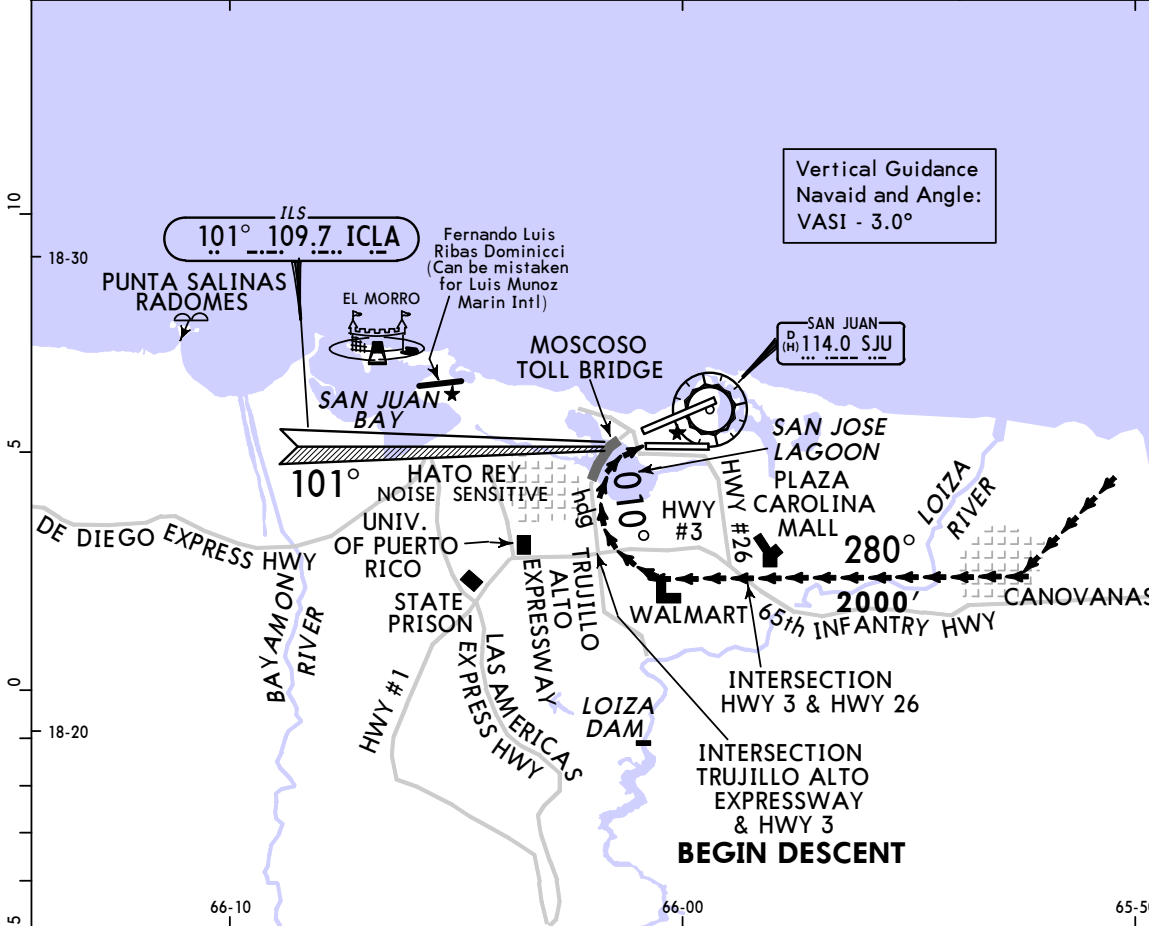 Vertical Guidance
Navaid and Angle:
VASI - 3.0°
ILS
101° 109.7 ICLA
Fernando Luis
Ribas Dominicci
(Can be mistaken
for Luis Munoz
Marin Intl)
10
18-30
PUNTA SALINAS
RADOMES
EL MORRO
SAN JUAN
D
(H) 114.0 SJU
MOSCOSO
TOLL BRIDGE
SAN JUAN
BAY
SAN JOSE
LAGOON
5
101°
HATO REY
NOISE SENSITIVE
hdg
010°
HWY
#3
HWY #26
PLAZA
CAROLINA
MALL
LOIZA
RIVER
DE DIEGO EXPRESS HWY
UNIV.
OF PUERTO
RICO
280°
2000'
CANOVANAS
STATE
PRISON
TRUJILLO
ALTO
EXPRESSWAY
WALMART
65th INFANTRY HWY
BAYAMON
RIVER
LAS AMERICAS
EXPRESS HWY
HWY #1
INTERSECTION
HWY 3 & HWY 26
0
18-20
LOIZA
DAM
INTERSECTION
TRUJILLO ALTO
EXPRESSWAY
& HWY 3
BEGIN DESCENT
5
66-10
66-00
65-50